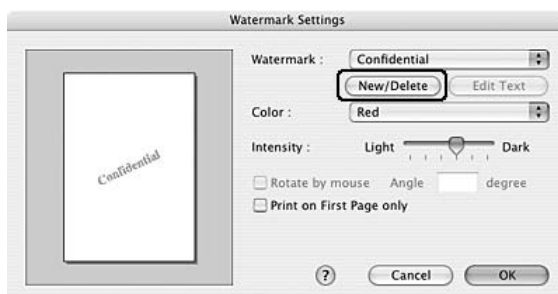 Watermark Settings
Watermark : Confidential
New/Delete Edit Text
Color : Red
Intensity : Light Dark
Confidential
Rotate by mouse Angle degree
Print on First Page only
? Cancel OK